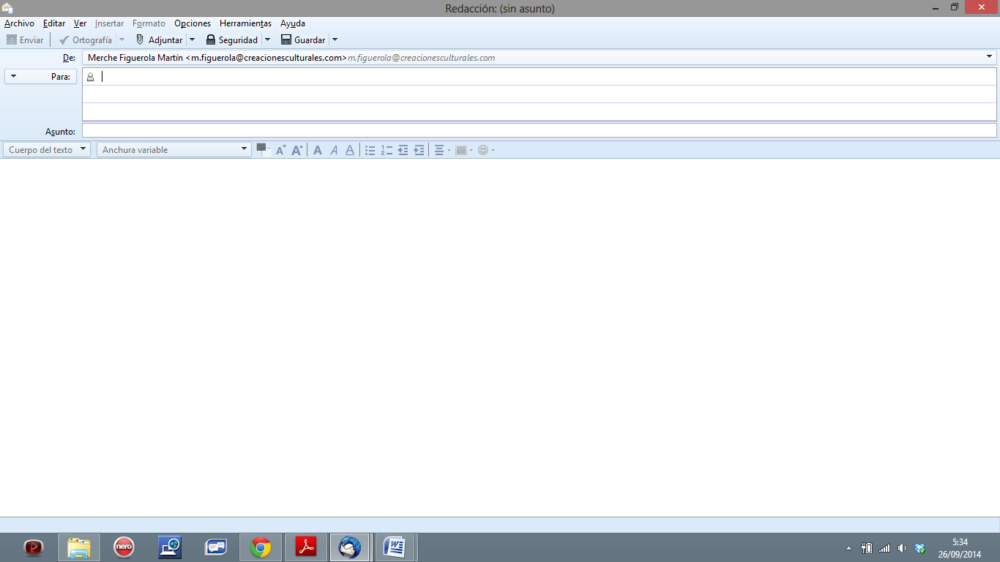 Redacción: (sin asunto)
Archivo Editar Ver Insertar Formato Opciones Herramientas Ayuda
Enviar Ortografía Adjuntar Seguridad Guardar
De: Merche Figuerola Martín <m.figuerola@creacionesculturales.com> m.figuerola@creacionesculturales.com
Para:
Asunto:
Cuerpo del texto Anchura variable
nero
5:34
26/09/2014